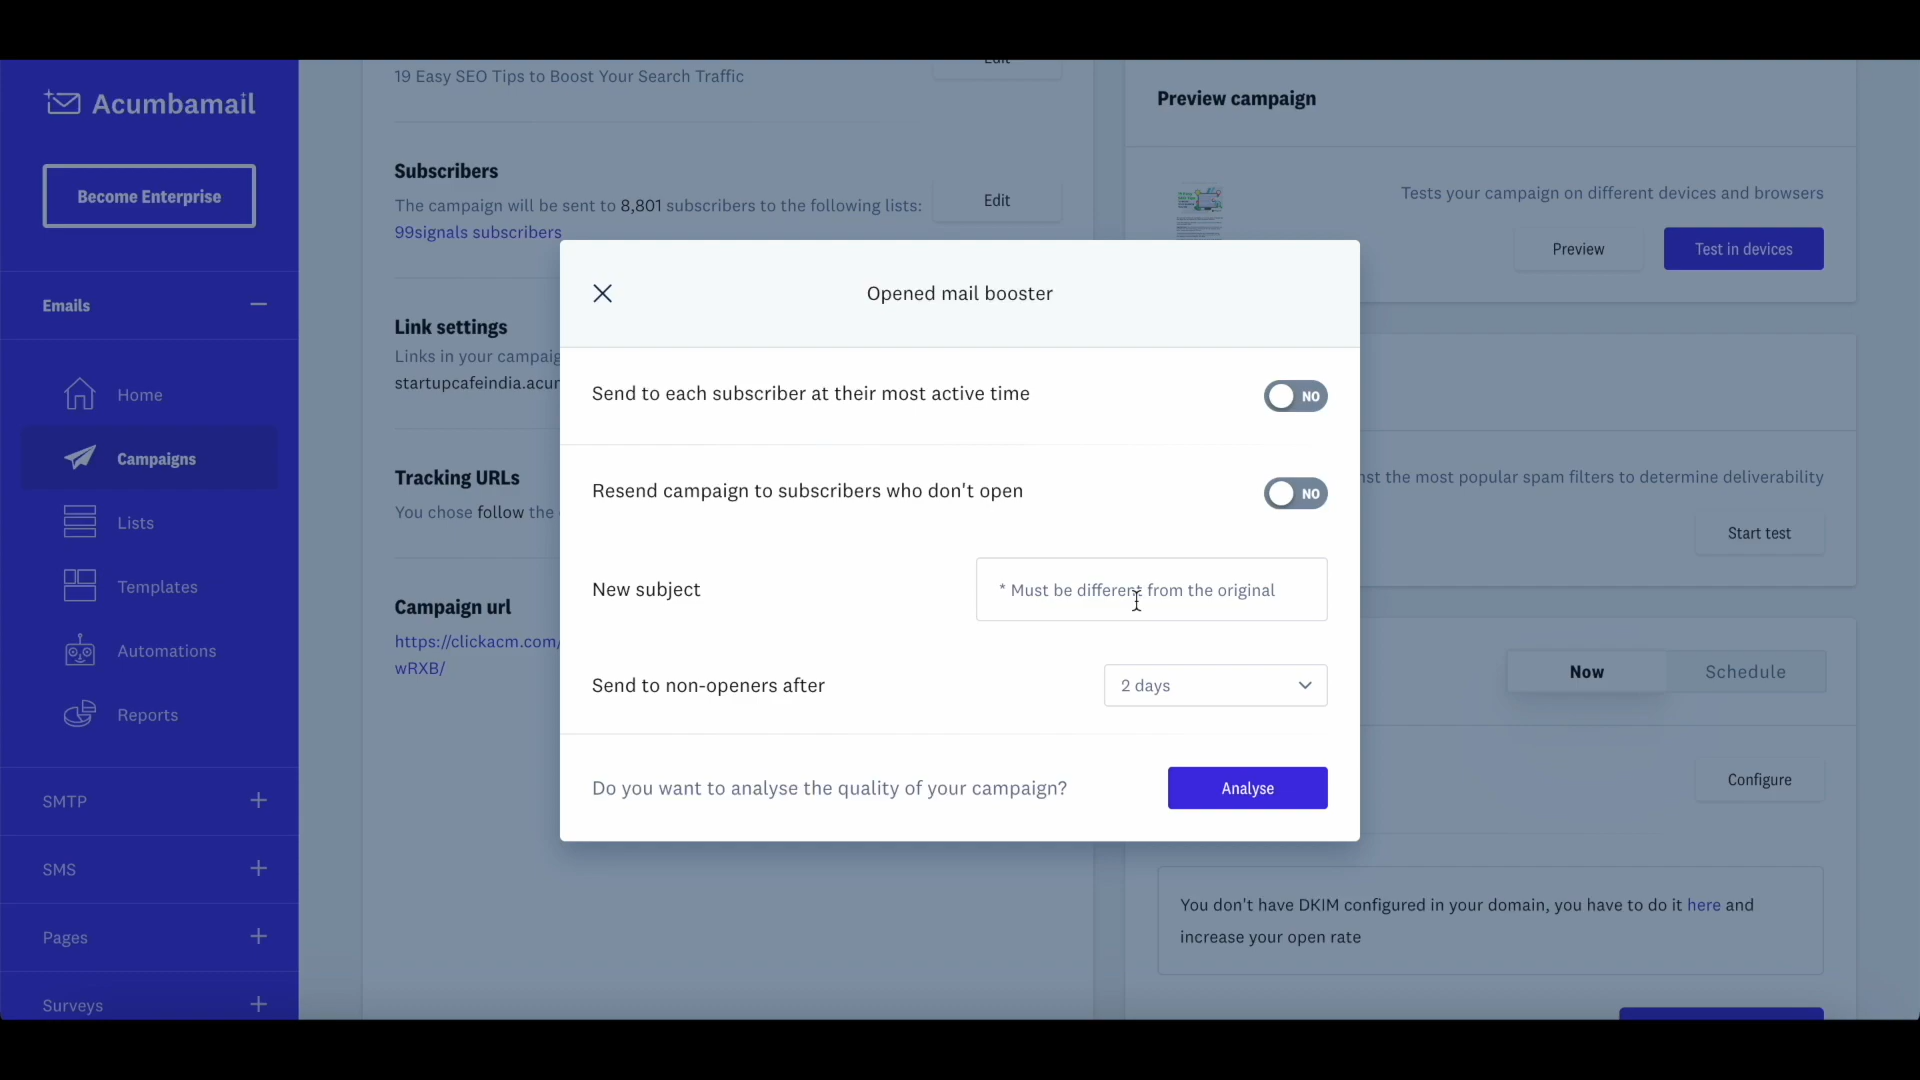 Acumbamail
Become Enterprise
Emails
Home
Campaigns
Lists
Templates
Automations
Reports
SMTP
SMS
Pages
Surveys
19 Easy SEO Tips to Boost Your Search Traffic
Edit
Subscribers
The campaign will be sent to 8,801 subscribers to the following lists:
99signals subscribers
Edit
Link settings
Links in your campaig
startupcafeindia.acur
Tracking URLs
You chose follow the
Campaign url
https://clickacm.com/
wRXB/
Opened mail booster
Send to each subscriber at their most active time
NO
Resend campaign to subscribers who don't open
NO
New subject
* Must be different from the original
Send to non-openers after
2 days
Do you want to analyse the quality of your campaign?
Analyse
Preview campaign
Tests your campaign on different devices and browsers
Preview
Test in devices
nst the most popular spam filters to determine deliverability
Start test
Now
Schedule
Configure
You don't have DKIM configured in your domain, you have to do it here and
increase your open rate